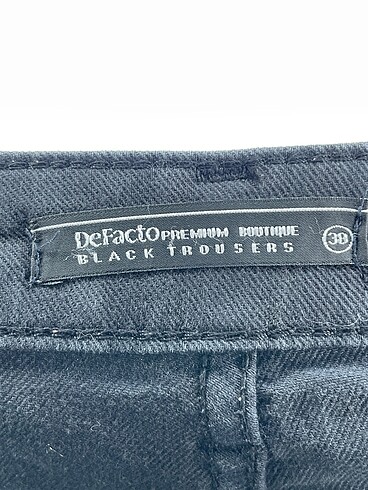 DeFacto PREMIUM BOUTIQUE
BLACK TROUSERS
38